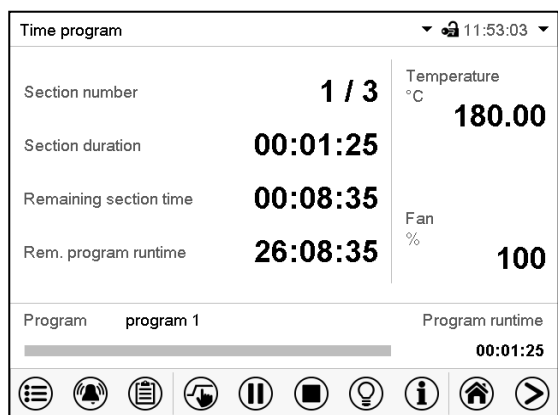 Time program 11:53:03
Section number 1 / 3
Section duration 00:01:25
Remaining section time 00:08:35
Rem. program runtime 26:08:35
Temperature
°C
180.00
Fan
%
100
Program program 1 Program runtime
00:01:25